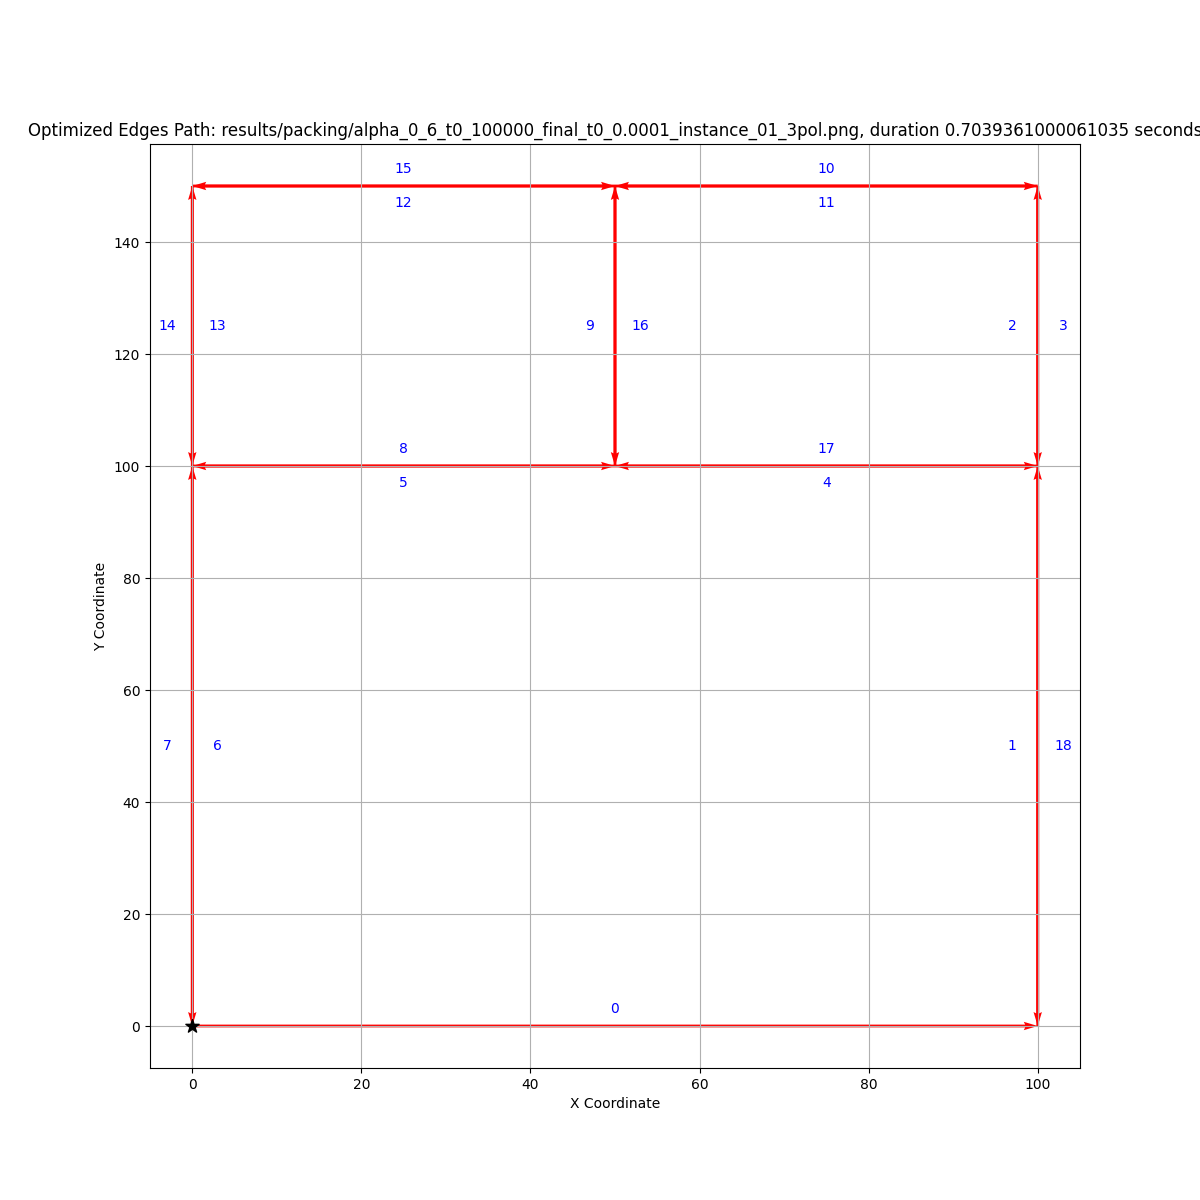 Optimized Edges Path: results/packing/alpha_0_6_t0_100000_final_t0_0.0001_instance_01_3pol.png, duration 0.7039361000061035 seconds
15 10
12 11
140
14 13 9 16 2 3
120
8 17
100
5 4
80
7 6 1 18
60
40
20
0
0
0 20 40 60 80 100
X Coordinate
Y Coordinate